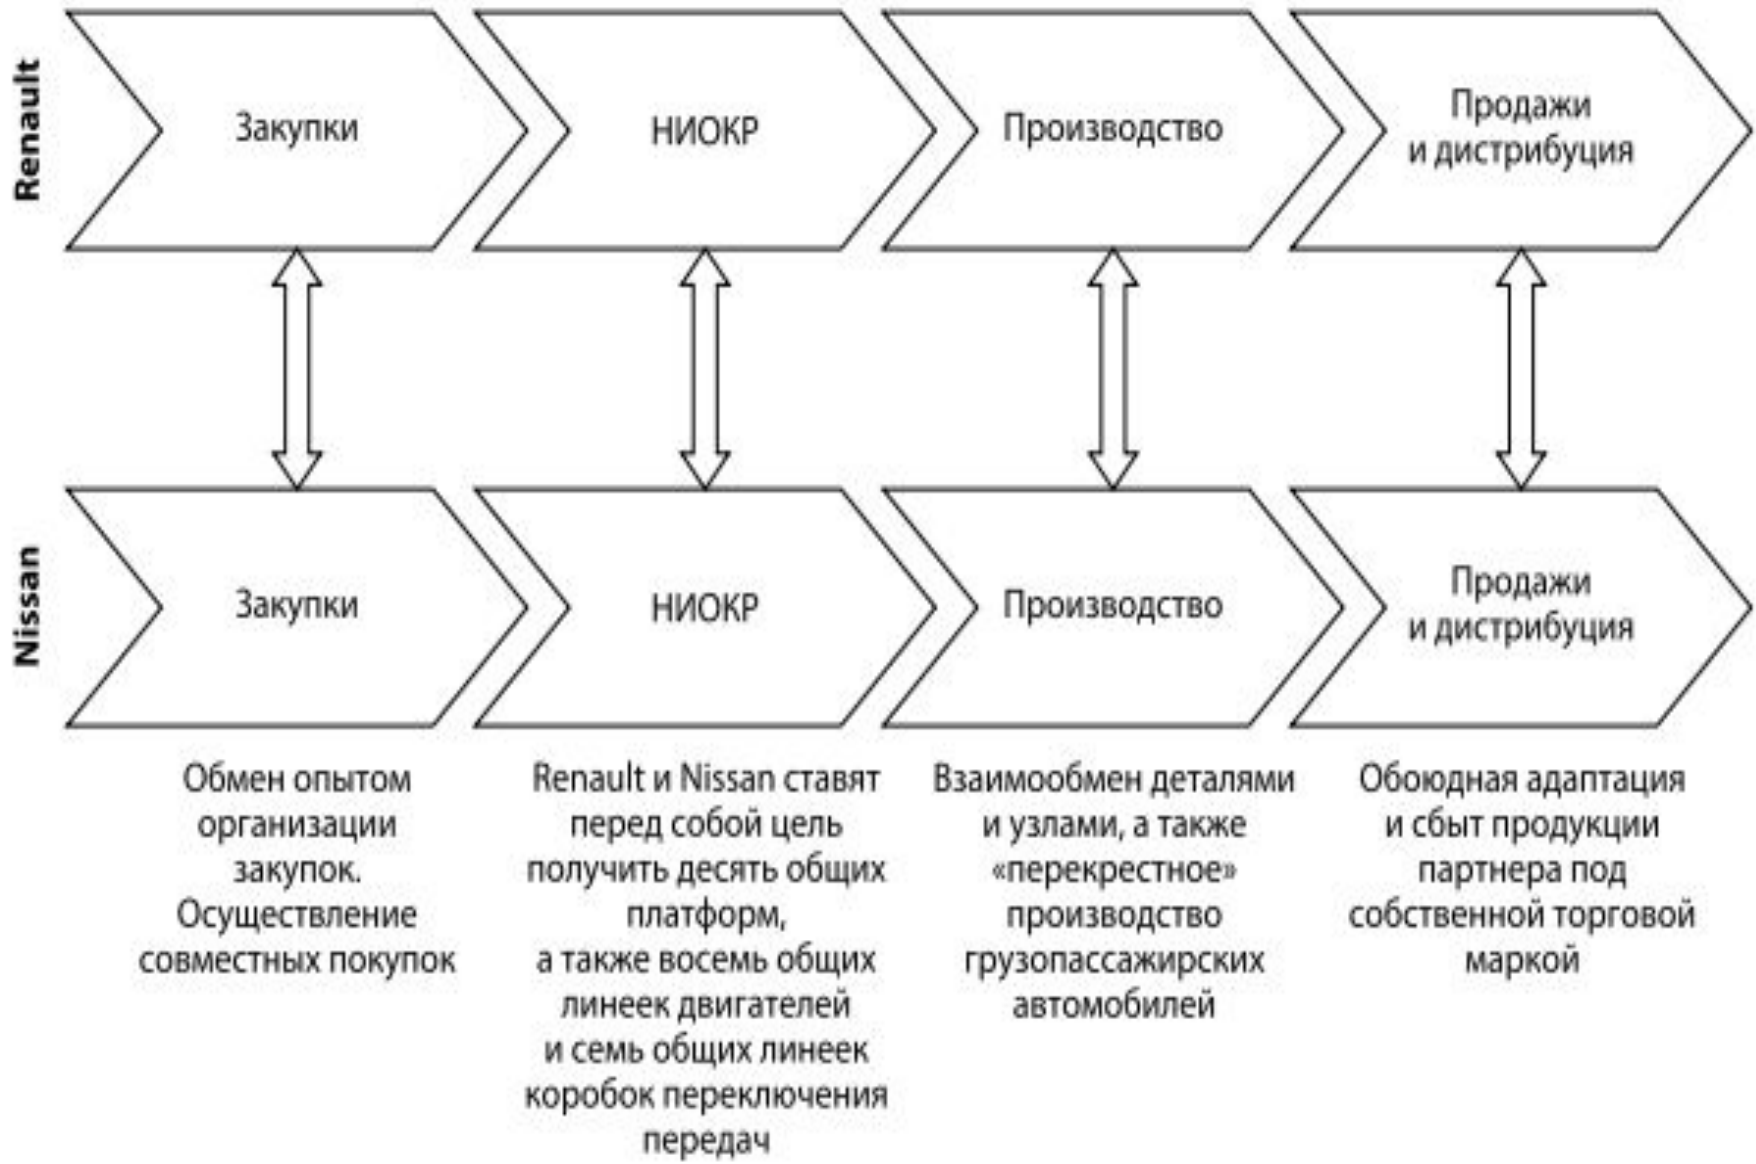 Renault
Закупки
НИОКР
Производство
Продажи
и дистрибуция
Nissan
Закупки
НИОКР
Производство
Продажи
и дистрибуция
Обмен опытом
организации
закупок.
Осуществление
совместных покупок
Renault и Nissan ставят
перед собой цель
получить десять общих
платформ,
а также восемь общих
линеек двигателей
и семь общих линеек
коробок переключения
передач
Взаимообмен деталями
и узлами, а также
«перекрестное»
производство
грузопассажирских
автомобилей
Обоюдная адаптация
и сбыт продукции
партнера под
собственной торговой
маркой